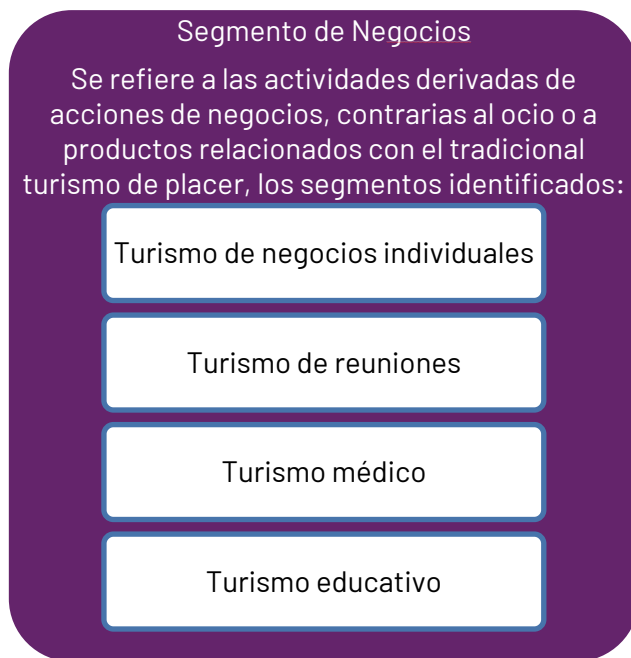 Segmento de Negocios
Se refiere a las actividades derivadas de
acciones de negocios, contrarias al ocio o a
productos relacionados con el tradicional
turismo de placer, los segmentos identificados:
Turismo de negocios individuales
Turismo de reuniones
Turismo médico
Turismo educativo